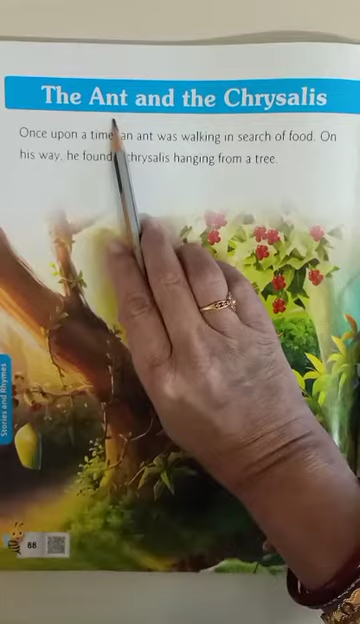 The Ant and the Chrysalis
Once upon a time an ant was walking in search of food. On
his way, he found chrysalis hanging from a tree.
Stories and Rhymes
88